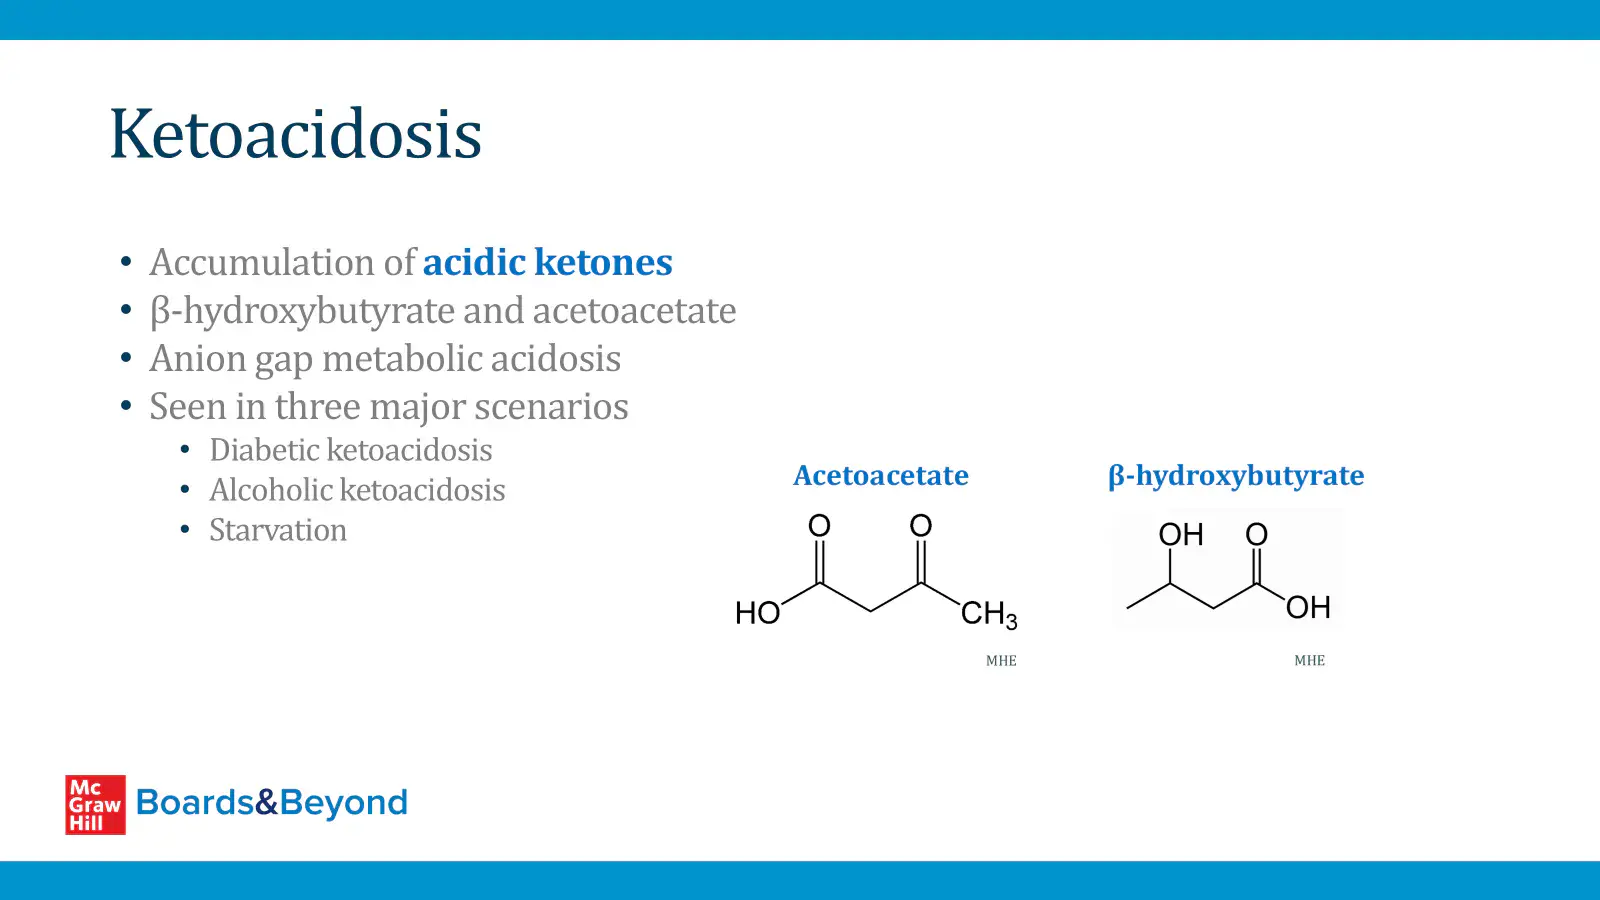 Ketoacidosis
• Accumulation of acidic ketones
• β-hydroxybutyrate and acetoacetate
• Anion gap metabolic acidosis
• Seen in three major scenarios
• Diabetic ketoacidosis
• Alcoholic ketoacidosis
• Starvation
Acetoacetate
O O
HO CH3
MHE
β-hydroxybutyrate
OH O
OH
MHE
Mc
Graw
Hill
Boards&Beyond